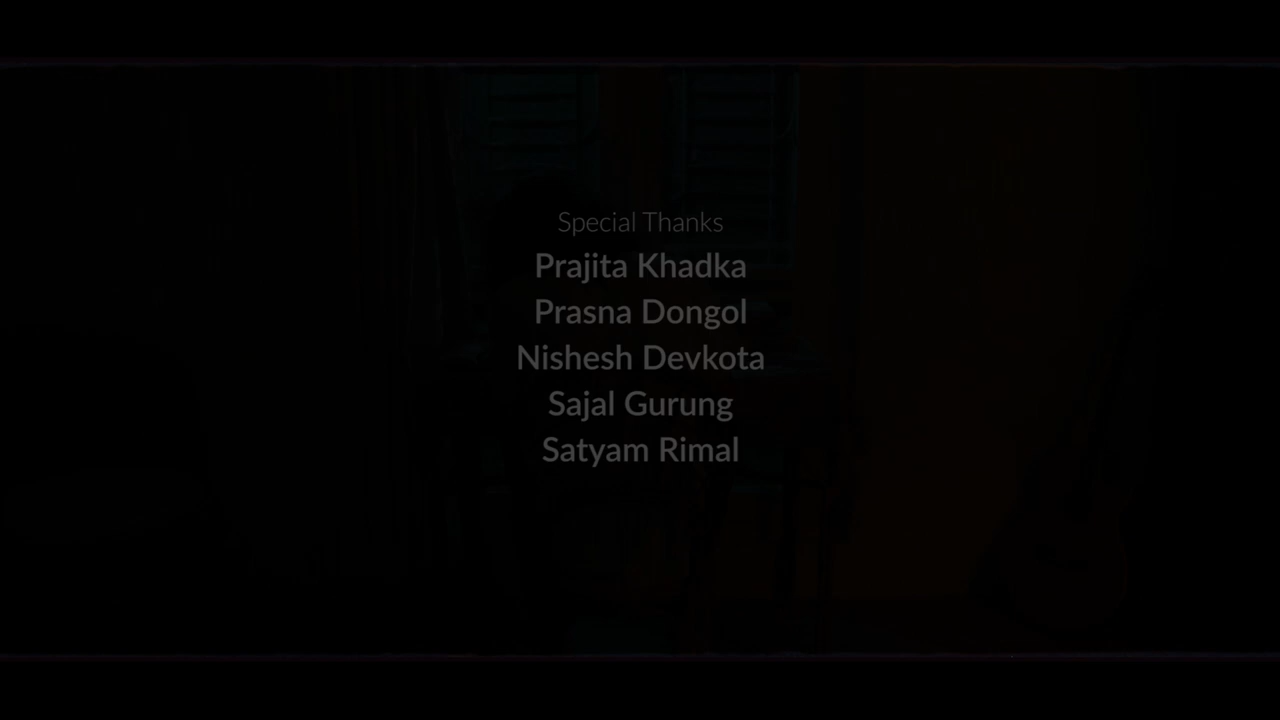 Special Thanks
Prajita Khadka
Prasna Dongol
Nishesh Devkota
Sajal Gurung
Satyam Rimal